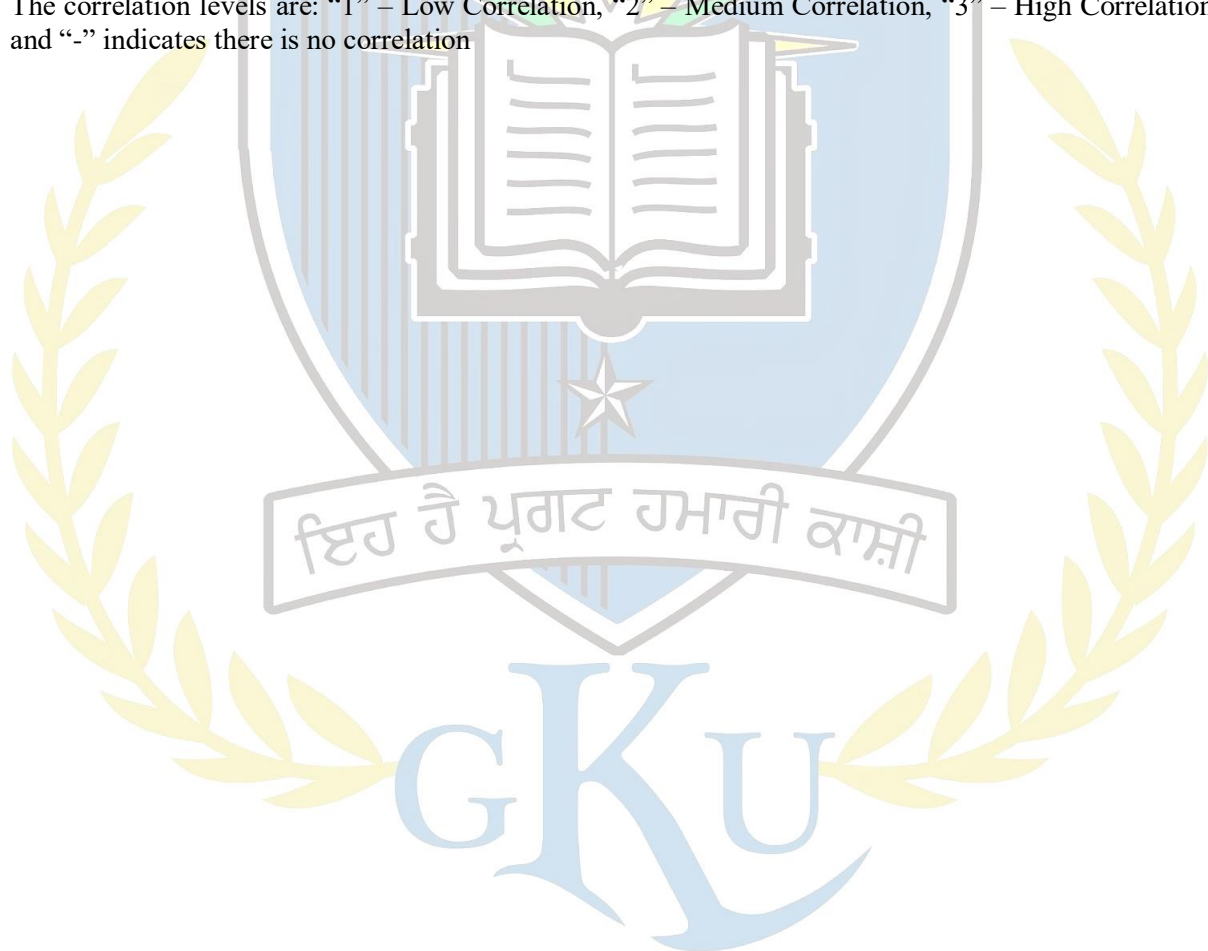 The correlation levels are: “1” – Low Correlation, “2” – Medium Correlation, “3” – High Correlation
and “-” indicates there is no correlation
ਇਹ ਹੈ ਪ੍ਰਗਟ ਹਮਾਰੀ ਕਾਸ਼ੀ
GKU